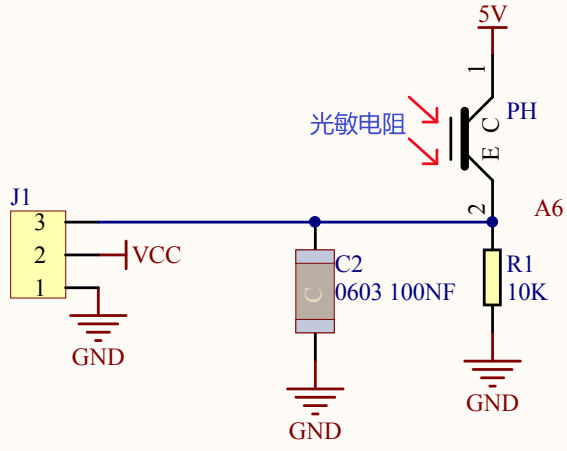 5V
1
PH
光敏电阻
C
E
2
A6
J1
3
2
VCC
1
GND
C2
0603 100NF
C
GND
R1
10K
GND